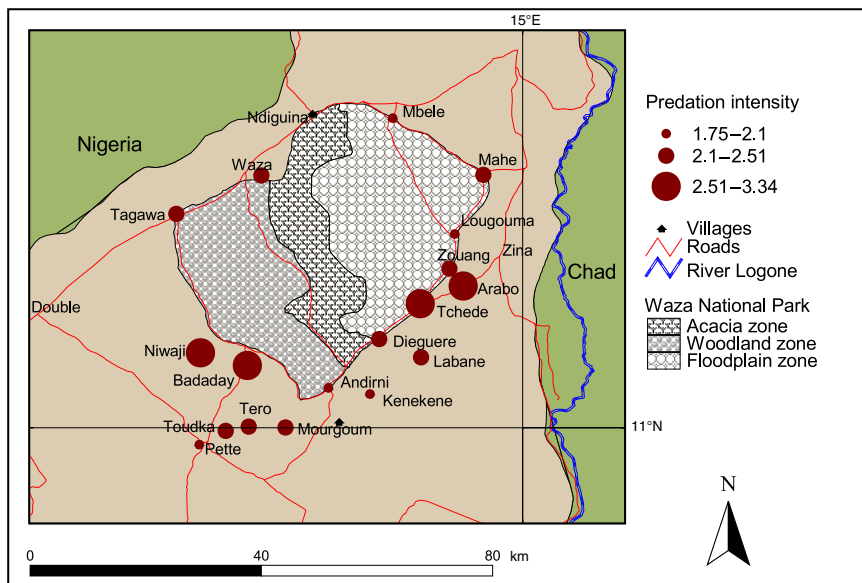 15°E
Nigeria
Ndiguina
Mbele
Waza
Mahe
Tagawa
Lougouma
Zouang
Zina
Arabo
Chad
Tchede
Double
Niwaji
Dieguere
Labane
Badaday
Andirni
Kenekene
Tero
Toudka
Mourgoum
11°N
Pette
Predation intensity
1.75–2.1
2.1–2.51
2.51–3.34
Villages
Roads
River Logone
Waza National Park
Acacia zone
Woodland zone
Floodplain zone
N
0 40 80 km